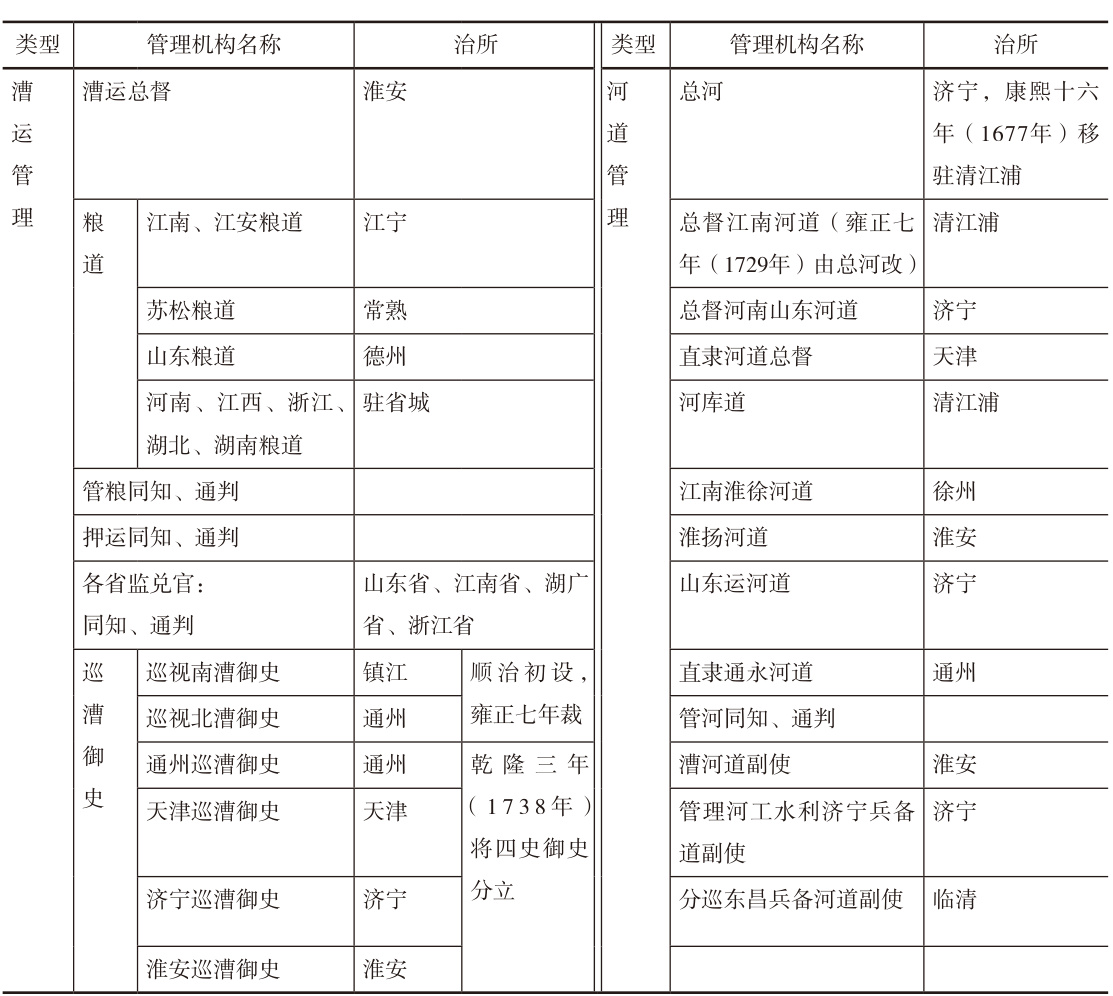 类型 管理机构名称 治所 类型 管理机构名称 治所
漕运管理
漕运总督 淮安
粮道
江南、江安粮道 江宁
苏松粮道 常熟
山东粮道 德州
河南、江西、浙江、 驻省城
湖北、湖南粮道
管粮同知、通判
押运同知、通判
各省监兑官: 山东省、江南省、湖广
同知、通判 省、浙江省
巡漕御史
巡视南漕御史 镇江 顺治初设,
巡视北漕御史 通州 雍正七年裁
通州巡漕御史 通州 乾隆三年
天津巡漕御史 天津 (1738年)
将四史御史
济宁巡漕御史 济宁 分立
淮安巡漕御史 淮安
河道管理
总河 济宁,康熙十六
年(1677年)移
驻清江浦
总督江南河道(雍正七 清江浦
年(1729年)由总河改)
总督河南山东河道 济宁
直隶河道总督 天津
河库道 清江浦
江南淮徐河道 徐州
淮扬河道 淮安
山东运河道 济宁
直隶通永河道 通州
管河同知、通判
漕河道副使 淮安
管理河工水利济宁兵备 济宁
道副使
分巡东昌兵备河道副使 临清